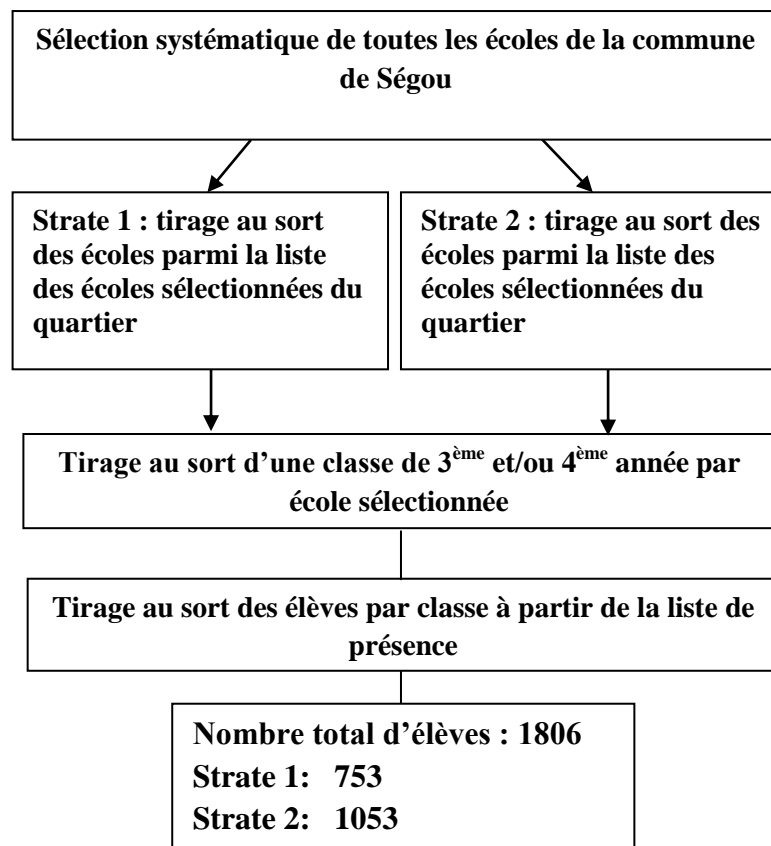 Sélection systématique de toutes les écoles de la commune
de Ségou
Strate 1 : tirage au sort
des écoles parmi la liste
des écoles sélectionnées du
quartier
Strate 2 : tirage au sort des
écoles parmi la liste des
écoles sélectionnées du
quartier
Tirage au sort d’une classe de 3ème et/ou 4ème année par
école sélectionnée
Tirage au sort des élèves par classe à partir de la liste de
présence
Nombre total d’élèves : 1806
Strate 1: 753
Strate 2: 1053